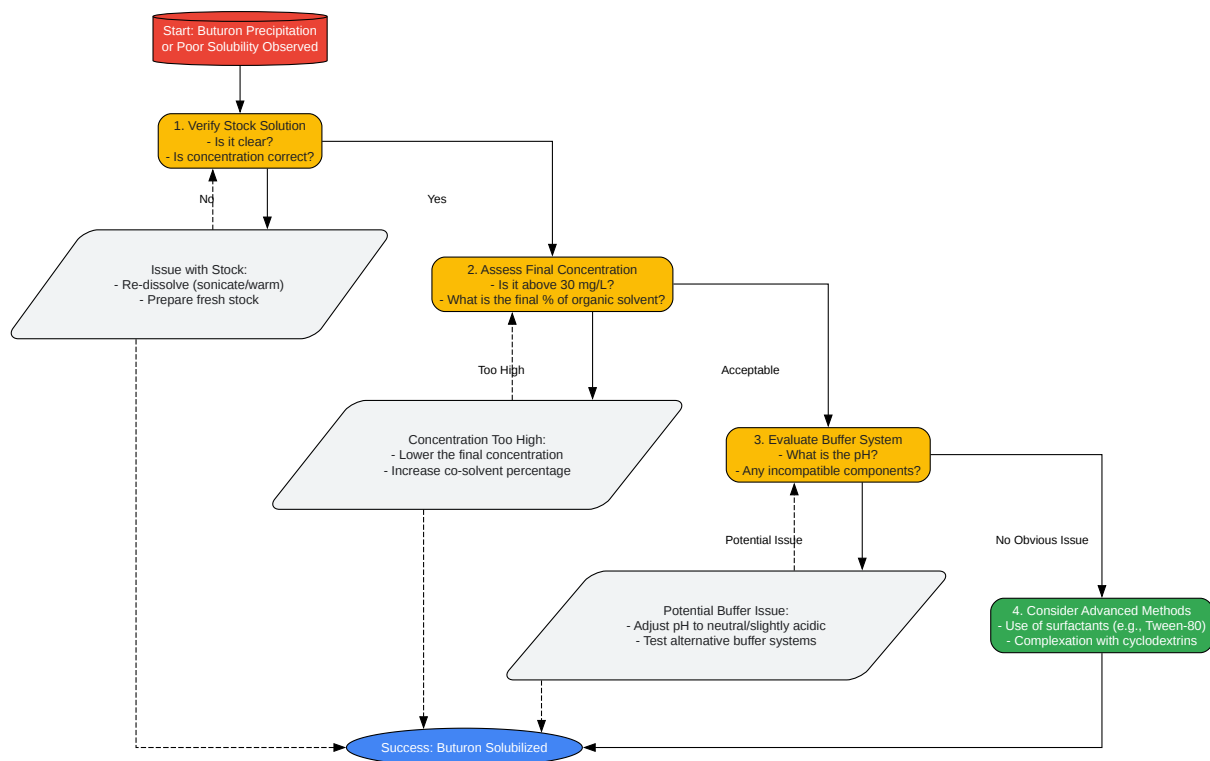 Start: Buturon Precipitation
or Poor Solubility Observed
1. Verify Stock Solution
- Is it clear?
- Is concentration correct?
No
Yes
Issue with Stock:
- Re-dissolve (sonicate/warm)
- Prepare fresh stock
2. Assess Final Concentration
- Is it above 30 mg/L?
- What is the final % of organic solvent?
Too High
Acceptable
Concentration Too High:
- Lower the final concentration
- Increase co-solvent percentage
3. Evaluate Buffer System
- What is the pH?
- Any incompatible components?
Potential Issue
No Obvious Issue
Potential Buffer Issue:
- Adjust pH to neutral/slightly acidic
- Test alternative buffer systems
4. Consider Advanced Methods
- Use of surfactants (e.g., Tween-80)
- Complexation with cyclodextrins
Success: Buturon Solubilized